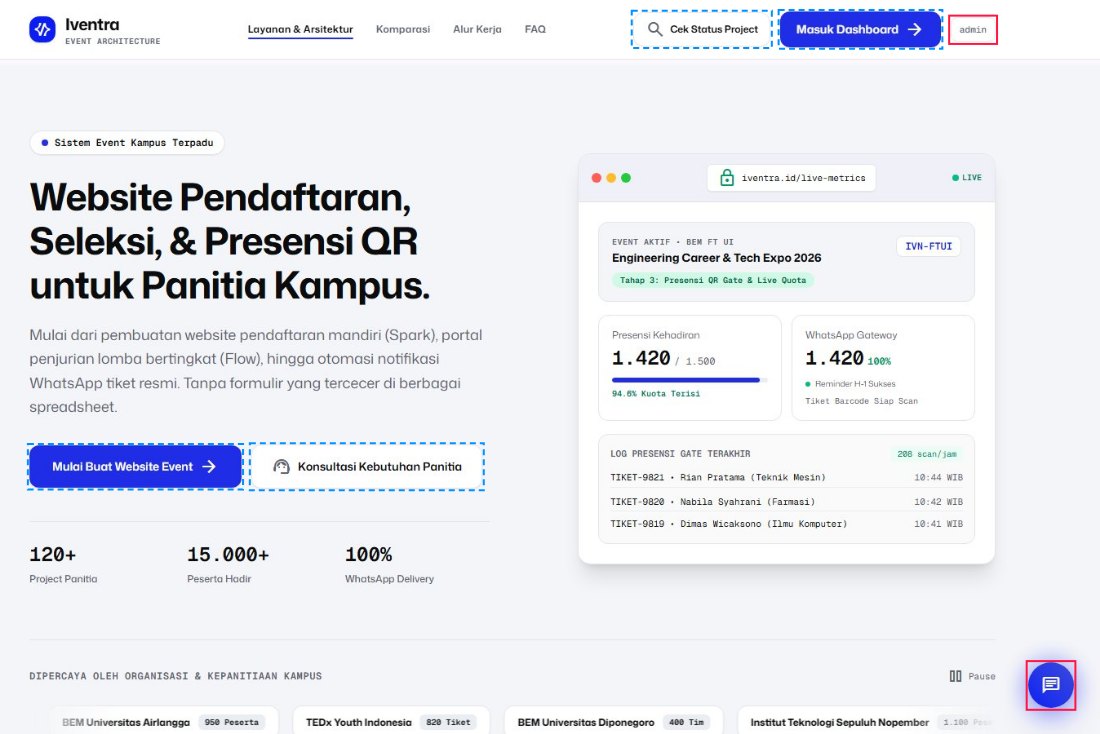 Iventra
EVENT ARCHITECTURE
Layanan & Arsitektur
Komparasi
Alur Kerja
FAQ
Cek Status Project
Masuk Dashboard
admin
Sistem Event Kampus Terpadu
Website Pendaftaran,
Seleksi, & Presensi QR
untuk Panitia Kampus.
Mulai dari pembuatan website pendaftaran mandiri (Spark), portal
penjurian lomba bertingkat (Flow), hingga otomasi notifikasi
WhatsApp tiket resmi. Tanpa formulir yang tercecer di berbagai
spreadsheet.
Mulai Buat Website Event
Konsultasi Kebutuhan Panitia
120+
Project Panitia
15.000+
Peserta Hadir
100%
WhatsApp Delivery
iventra.id/live-metrics
LIVE
EVENT AKTIF • BEM FT UI
Engineering Career & Tech Expo 2026
IVN-FTUI
Tahap 3: Presensi QR Gate & Live Quota
Presensi Kehadiran
1.420 / 1.500
94.6% Kuota Terisi
WhatsApp Gateway
1.420 100%
Reminder H-1 Sukses
Tiket Barcode Siap Scan
LOG PRESENSI GATE TERAKHIR
208 scan/jam
TIKET-9821 • Rian Pratama (Teknik Mesin)
10:44 WIB
TIKET-9820 • Nabila Syahrani (Farmasi)
10:42 WIB
TIKET-9819 • Dimas Wicaksono (Ilmu Komputer)
10:41 WIB
DIPERCAYA OLEH ORGANISASI & KEPANITIAAN KAMPUS
Pause
BEM Universitas Airlangga
950 Peserta
TEDx Youth Indonesia
820 Tiket
BEM Universitas Diponegoro
400 Tim
Institut Teknologi Sepuluh Nopember
1.100